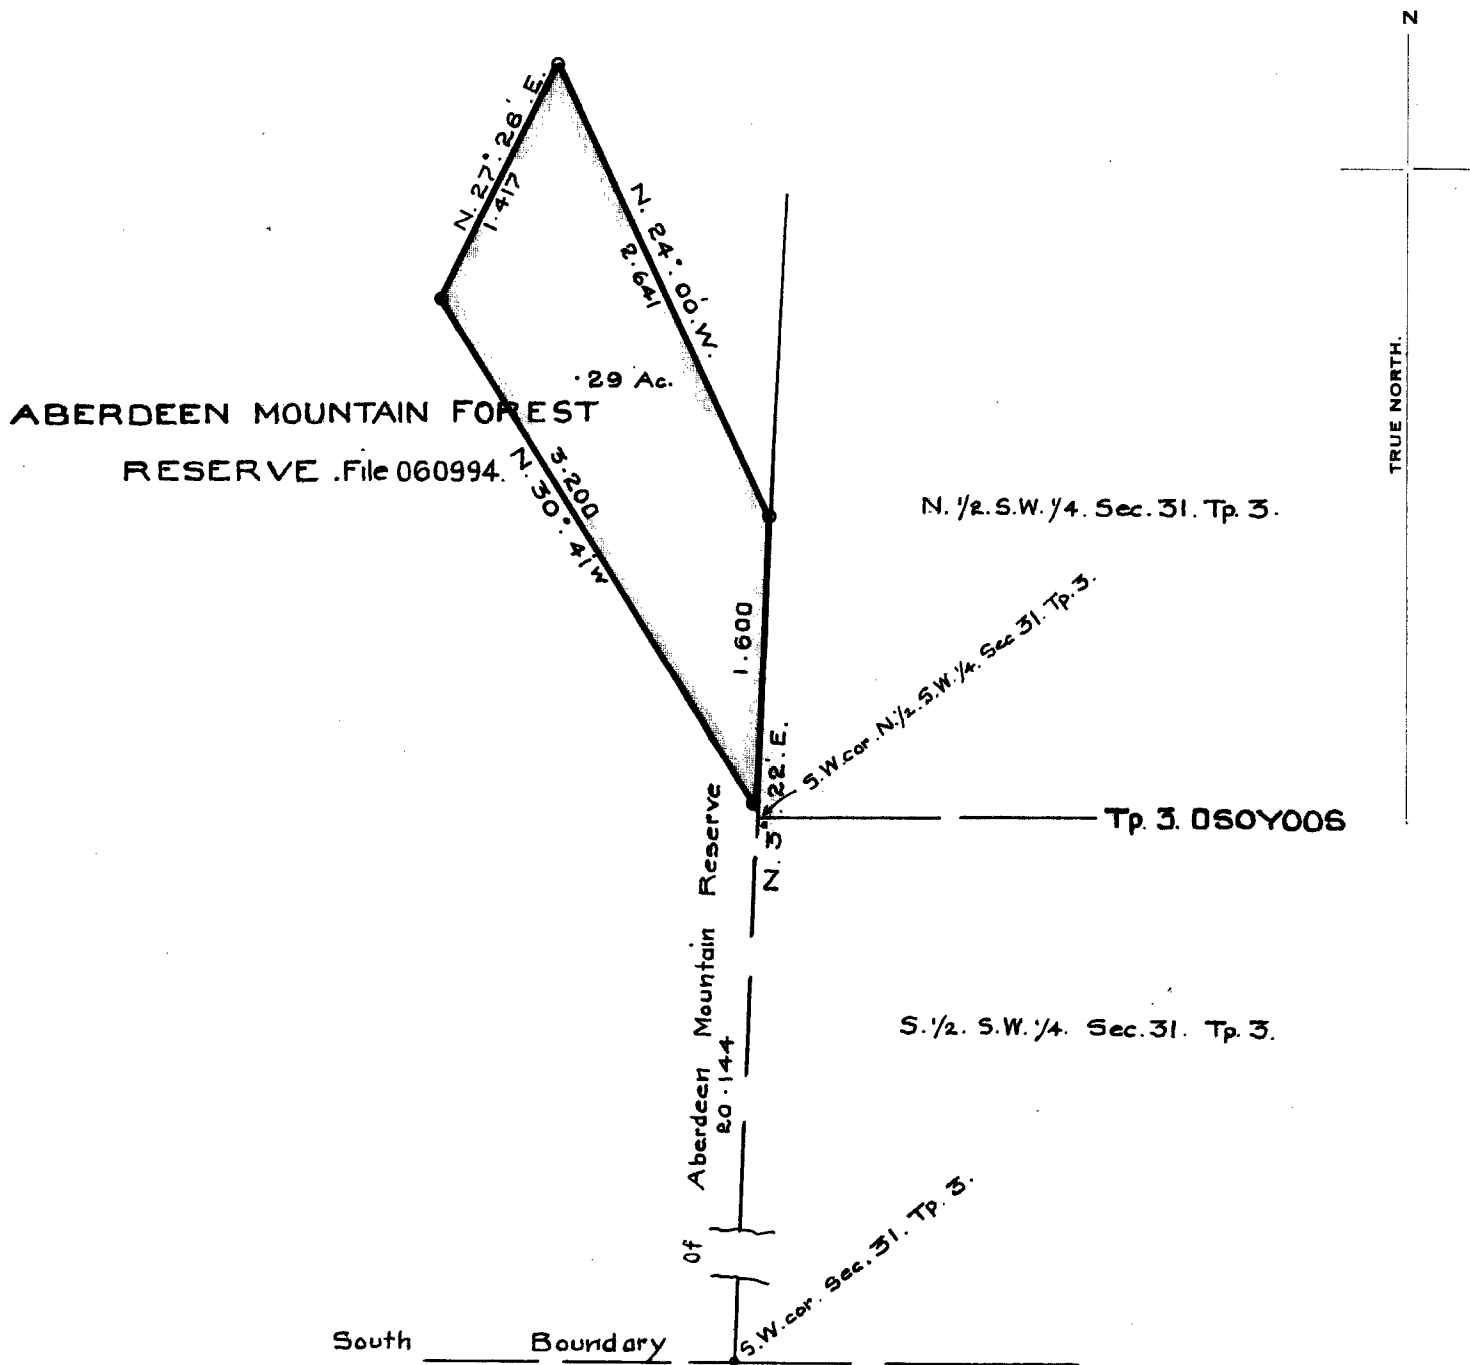 N
TRUE NORTH.
N. 27°. 28'. E.
1.417
N. 24°. 00'. W.
2.641
.29 Ac.
ABERDEEN MOUNTAIN FOREST
RESERVE .File 060994.
3.200
N. 30°. 41'W
N. 1/2. S.W. 1/4. Sec. 31. Tp. 3.
1.600
N. 3°. 22'. E.
S.W. cor. N. 1/2. S.W. 1/4. Sec 31. Tp. 3.
Tp. 3. OSOYOOS
Of Aberdeen Mountain Reserve
20.144
S. 1/2. S.W. 1/4. Sec. 31. Tp. 3.
S.W. cor. Sec. 31. Tp. 3.
South Boundary